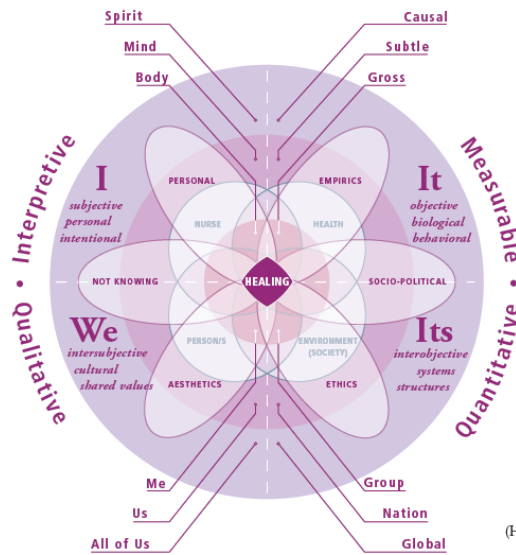 Spirit
Causal
Mind
Subtle
Body
Gross
Interpretive • Qualitative
Measurable • Quantitative
I
subjective
personal
intentional
PERSONAL
EMPIRICS
It
objective
biological
behavioral
NURSE
HEALTH
NOT KNOWING
HEALING
SOCIO-POLITICAL
We
intersubjective
cultural
shared values
PERSON/S
ENVIRONMENT
(SOCIETY)
Its
interobjective
systems
structures
AESTHETICS
ETHICS
Me
Group
Us
Nation
All of Us
Global
(H